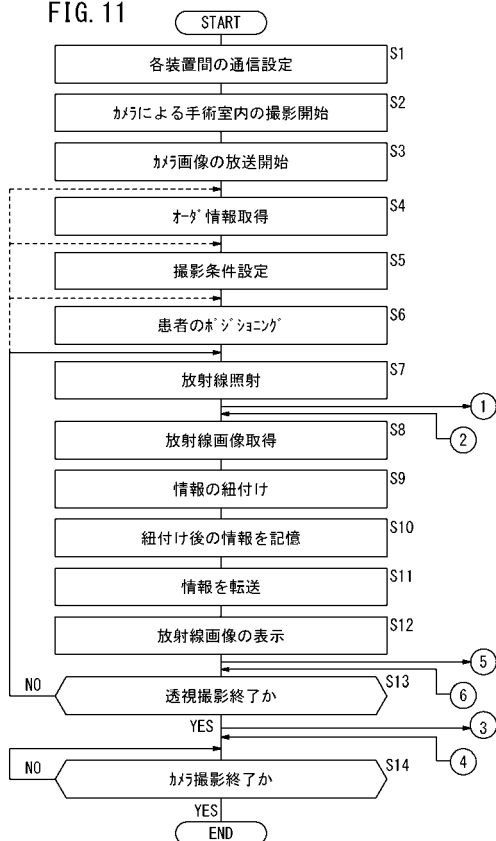 FIG. 11
START
各装置間の通信設定
S1
カメラによる手術室内の撮影開始
S2
カメラ画像の放送開始
S3
オーダ情報取得
S4
撮影条件設定
S5
患者のポジショニング
S6
放射線照射
S7
1
2
放射線画像取得
S8
情報の紐付け
S9
紐付け後の情報を記憶
S10
情報を転送
S11
放射線画像の表示
S12
5
6
NO
透視撮影終了か
S13
YES
3
4
NO
カメラ撮影終了か
S14
YES
END